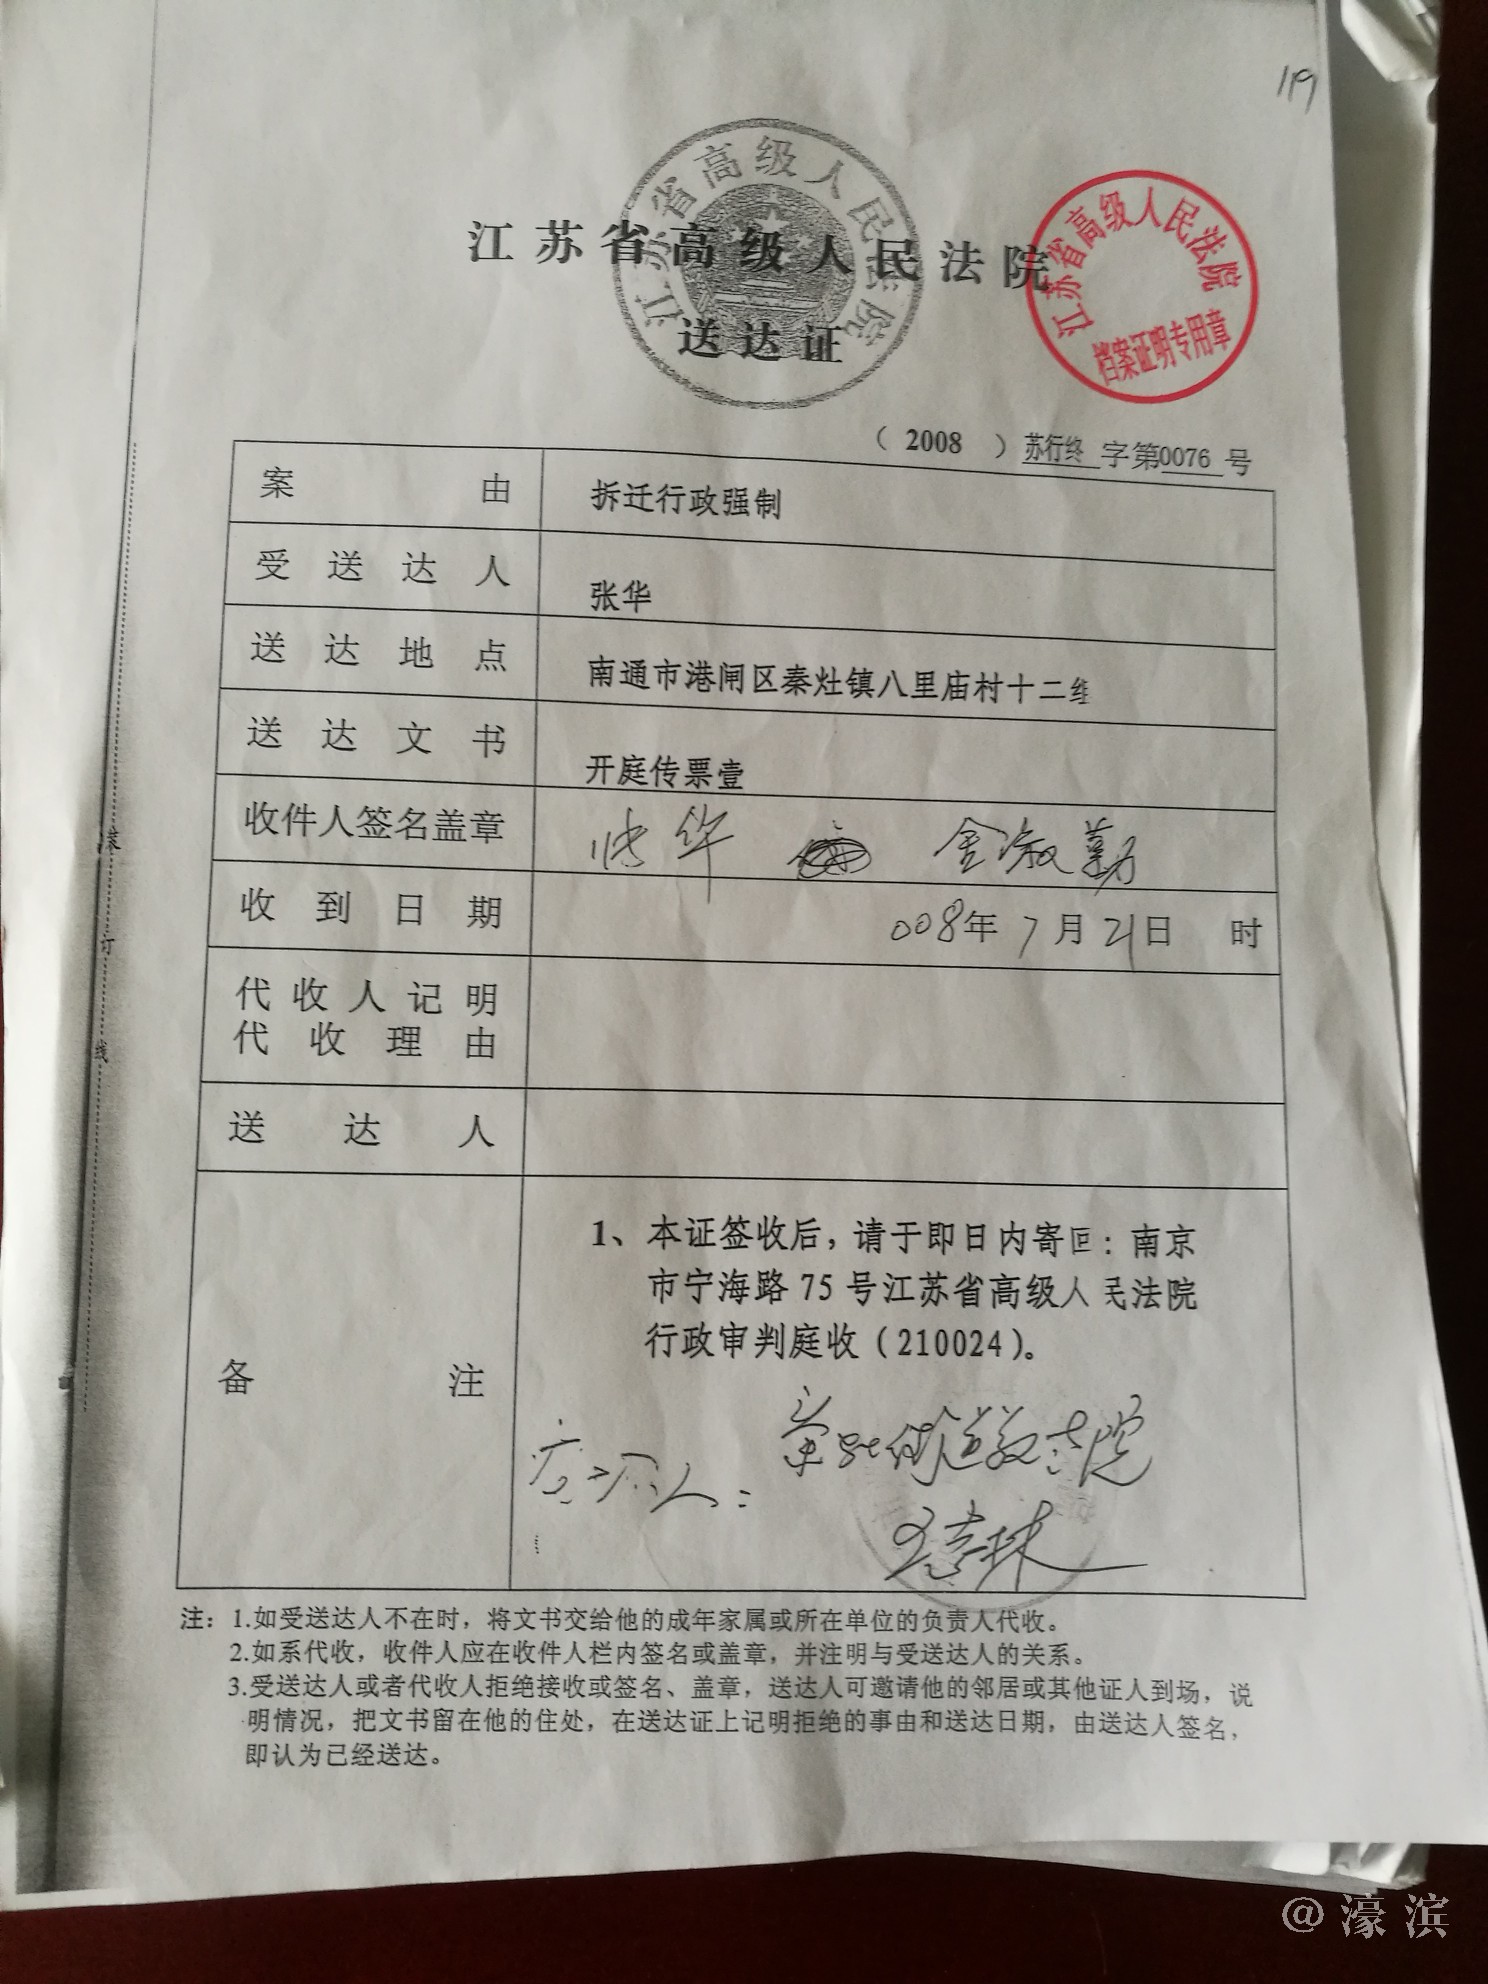 119
江苏省高级人民法院
江苏省高级人民法院
江苏省高级人民法院
档案证明专用章
送达证
（ 2008 ）苏行终 字第0076 号
案由 拆迁行政强制
受送达人 张华
送达地点 南通市港闸区秦灶镇八里庙村十二组
送达文书 开庭传票壹
收件人签名盖章 张华 金淑勤
收到日期 008年7月21日 时
代收人记明
代收理由
送达人
备注
1、本证签收后，请于即日内寄回：南京
市宁海路 75 号江苏省高级人民法院
行政审判庭收（210024）。
注：1.如受送达人不在时，将文书交给他的成年家属或所在单位的负责人代收。
2.如系代收，收件人应在收件人栏内签名或盖章，并注明与受送达人的关系。
3.受送达人或者代收人拒绝接收或签名、盖章，送达人可邀请他的邻居或其他证人到场，说
明情况，把文书留在他的住处，在送达证上记明拒绝的事由和送达日期，由送达人签名，
即认为已经送达。
装订线
@濠滨